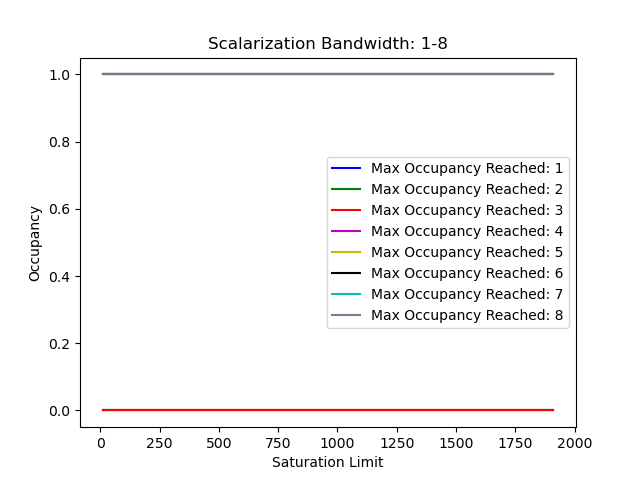 Scalarization Bandwidth: 1-8
1.0
0.8
0.6
0.4
0.2
0.0
Occupancy
Max Occupancy Reached: 1
Max Occupancy Reached: 2
Max Occupancy Reached: 3
Max Occupancy Reached: 4
Max Occupancy Reached: 5
Max Occupancy Reached: 6
Max Occupancy Reached: 7
Max Occupancy Reached: 8
0 250 500 750 1000 1250 1500 1750 2000
Saturation Limit